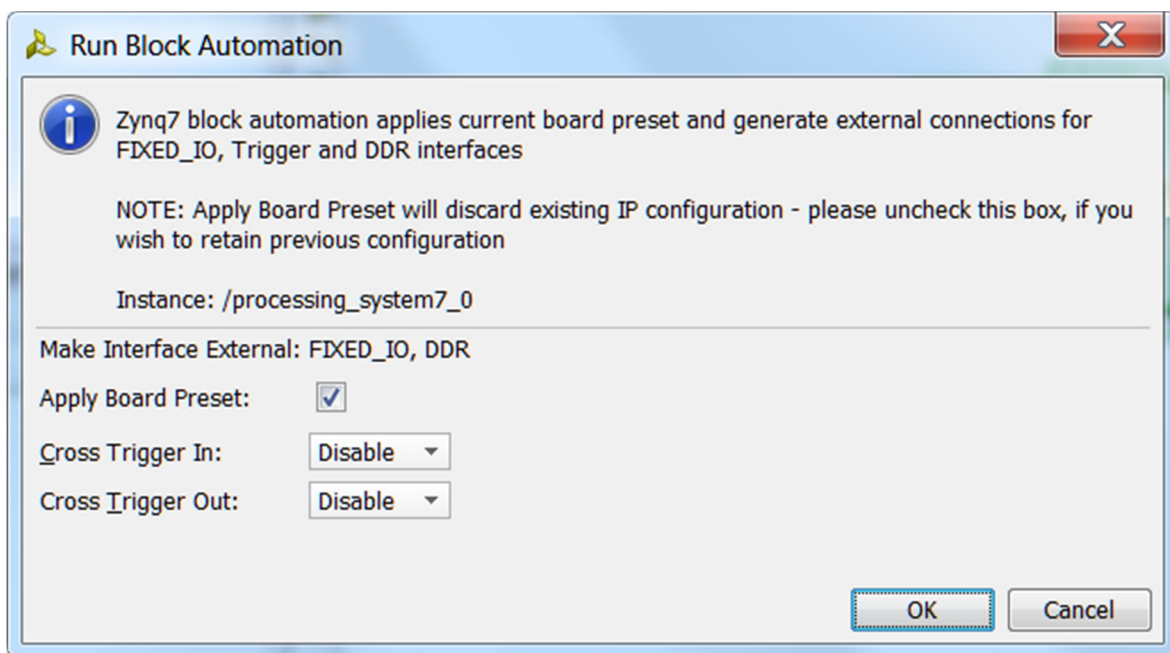 Run Block Automation
Zynq7 block automation applies current board preset and generate external connections for
FIXED_IO, Trigger and DDR interfaces
NOTE: Apply Board Preset will discard existing IP configuration - please uncheck this box, if you
wish to retain previous configuration
Instance: /processing_system7_0
Make Interface External: FIXED_IO, DDR
Apply Board Preset:
Cross Trigger In: Disable
Cross Trigger Out: Disable
OK Cancel